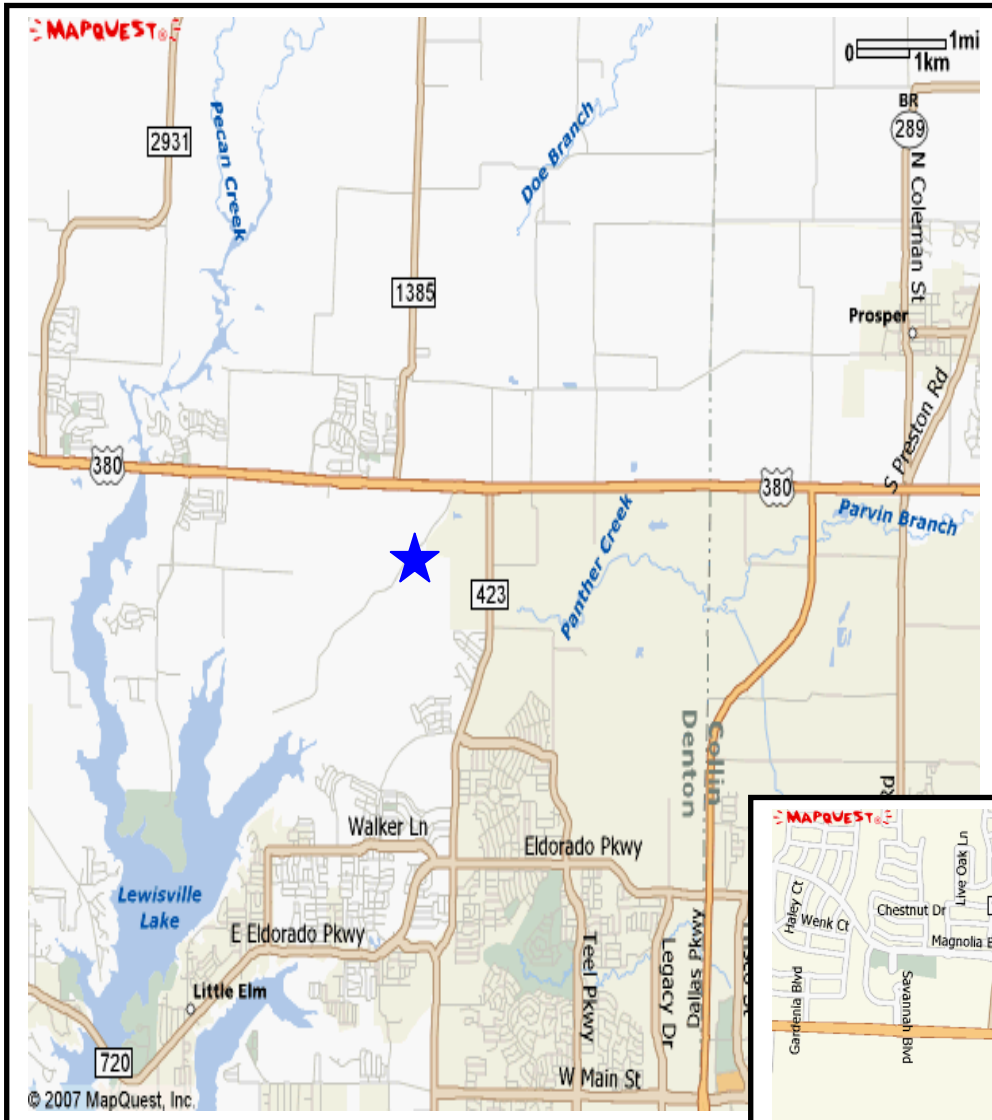 MAPQUEST®
0 1mi
1km
BR
289
2931
Pecan Creek
Doe Branch
N Coleman St
1385
Prosper
S Preston Rd
380
380
Parvin Branch
Panther Creek
423
Collin
Denton
Rd
Walker Ln
Eldorado Pkwy
Lewisville
Lake
E Eldorado Pkwy
Little Elm
Teel Pkwy
Legacy Dr
Dallas Pkwy
720
W Main St
© 2007 MapQuest, Inc.
MAPQUEST®
Haley Ct
Wenk Ct
Live Oak Ln
Chestnut Dr
Magnolia B
Gardenia Blvd
Savannah Blvd